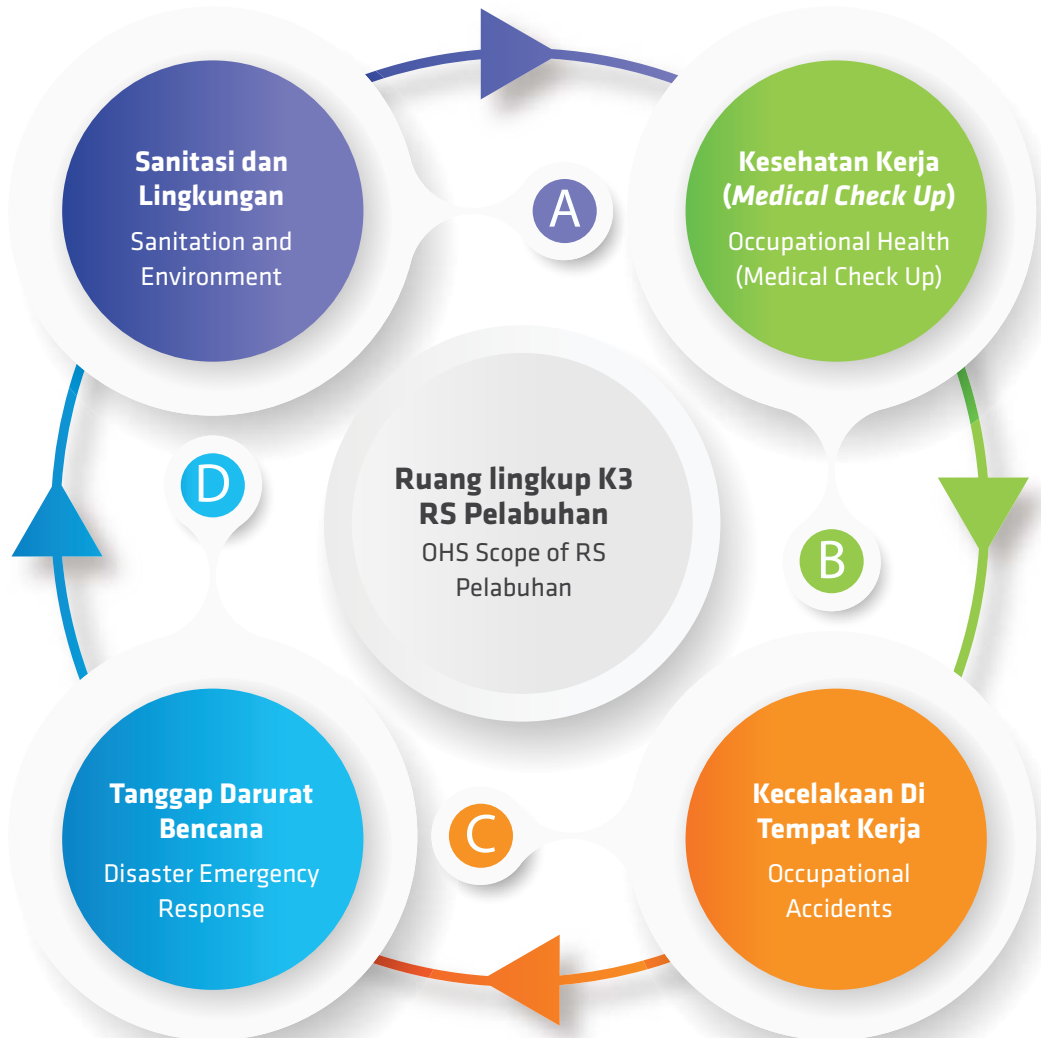 Sanitasi dan
Lingkungan
Sanitation and
Environment
A
Kesehatan Kerja
(Medical Check Up)
Occupational Health
(Medical Check Up)
B
Ruang lingkup K3
RS Pelabuhan
OHS Scope of RS
Pelabuhan
Kecelakaan Di
Tempat Kerja
Occupational
Accidents
C
Tanggap Darurat
Bencana
Disaster Emergency
Response
D